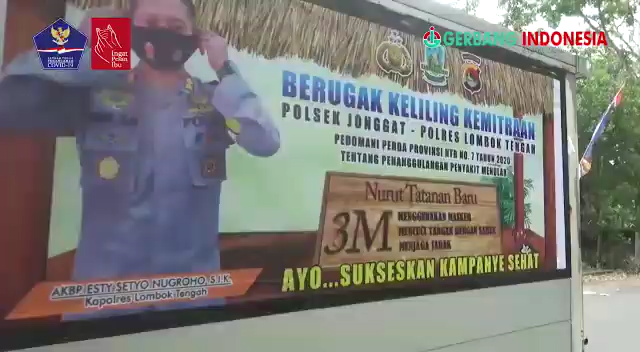 Ingat
Pesan
Ibu
GERBANG INDONESIA
BERUGAK KELILING KEMITRAAN
POLSEK JONGGAT - POLRES LOMBOK TENGAH
PEDOMANI PERDA PROVINSI NTB NO. 7 TAHUN 2020
TENTANG PENANGGULANGAN PENYAKIT MENULAR
Nurut Tatanan Baru
3M
MENGGUNAKAN MASKER
MENCUCI TANGAN DENGAN SABUN
MENJAGA JARAK
AYO...SUKSESKAN KAMPANYE SEHAT
AKBP ESTY SETYO NUGROHO, S.I.K.
Kapolres Lombok Tengah